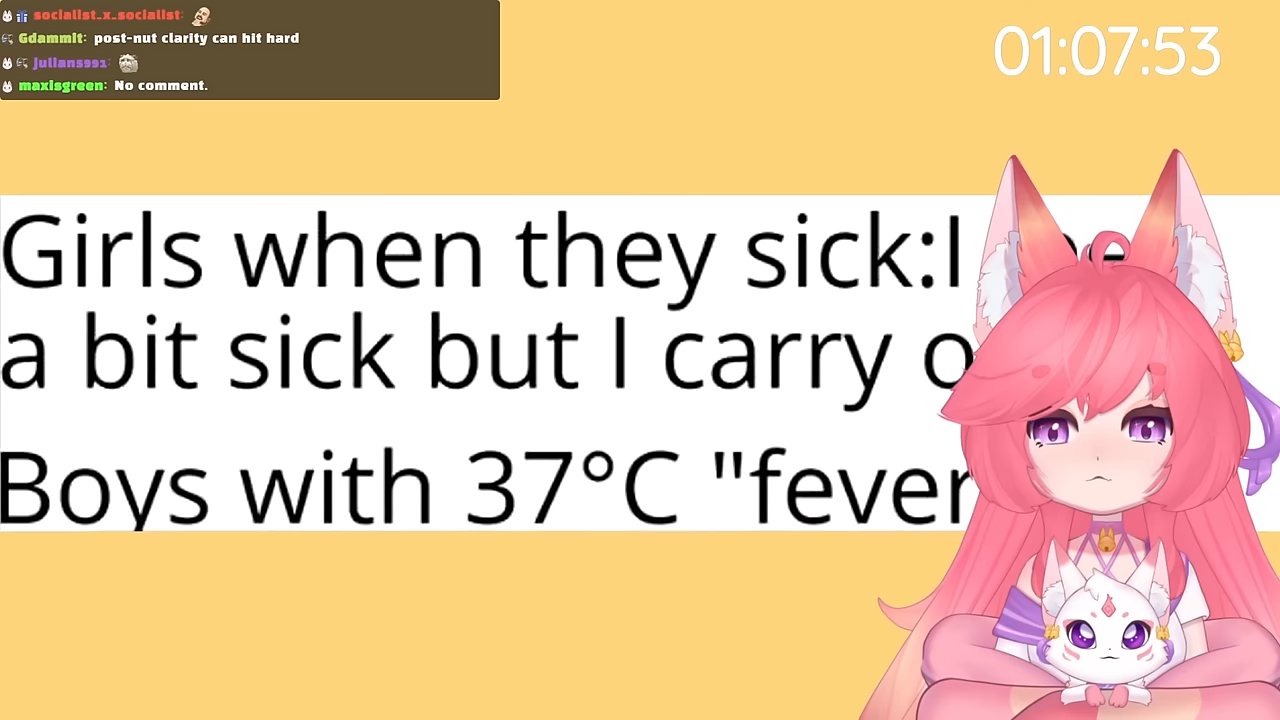 socialist_x_socialist:
Gdammit: post-nut clarity can hit hard
julians991:
maxisgreen: No comment.
01:07:53
Girls when they sick:I
a bit sick but I carry
Boys with 37°C "fever